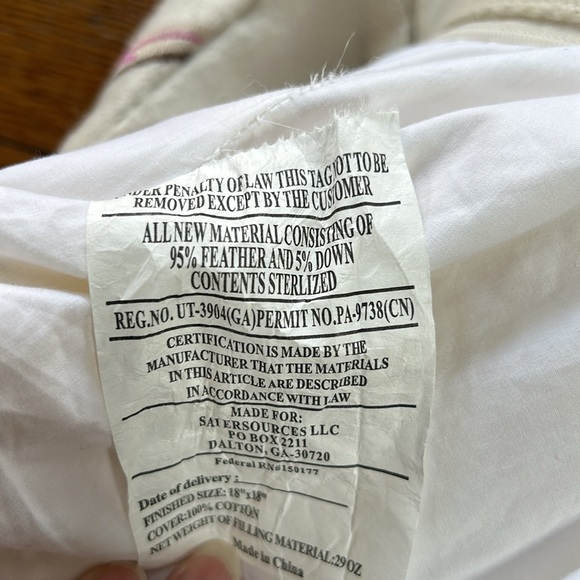 PENALTY OF LAW THIS TAG NOT TO BE
REMOVED EXCEPT BY THE CUSTOMER
ALL NEW MATERIAL CONSISTING OF
95% FEATHER AND 5% DOWN
CONTENTS STERLIZED
REG.NO. UT-3904(GA)PERMIT NO.PA-9738(CN)
CERTIFICATION IS MADE BY THE
MANUFACTURER THAT THE MATERIALS
IN THIS ARTICLE ARE DESCRIBED
IN ACCORDANCE WITH LAW
MADE FOR:
LLC
PO BOX 2211
DALTON, GA-30720
Federal RN#150177
Date of delivery :
FINISHED SIZE: 18"x18"
COVER:100% COTTON
NET WEIGHT OF FILLING MATERIAL:29OZ
Made in China